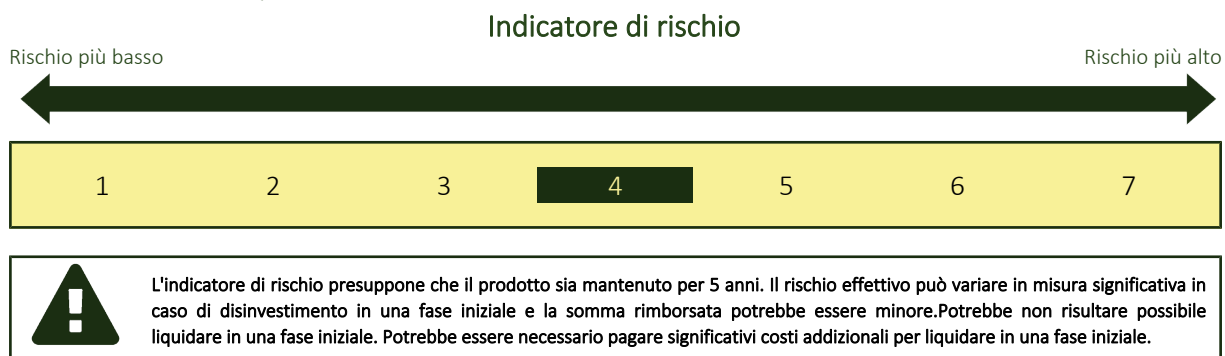 Indicatore di rischio
Rischio più basso Rischio più alto
1 2 3 4 5 6 7
L'indicatore di rischio presuppone che il prodotto sia mantenuto per 5 anni. Il rischio effettivo può variare in misura significativa in
caso di disinvestimento in una fase iniziale e la somma rimborsata potrebbe essere minore.Potrebbe non risultare possibile
liquidare in una fase iniziale. Potrebbe essere necessario pagare significativi costi addizionali per liquidare in una fase iniziale.